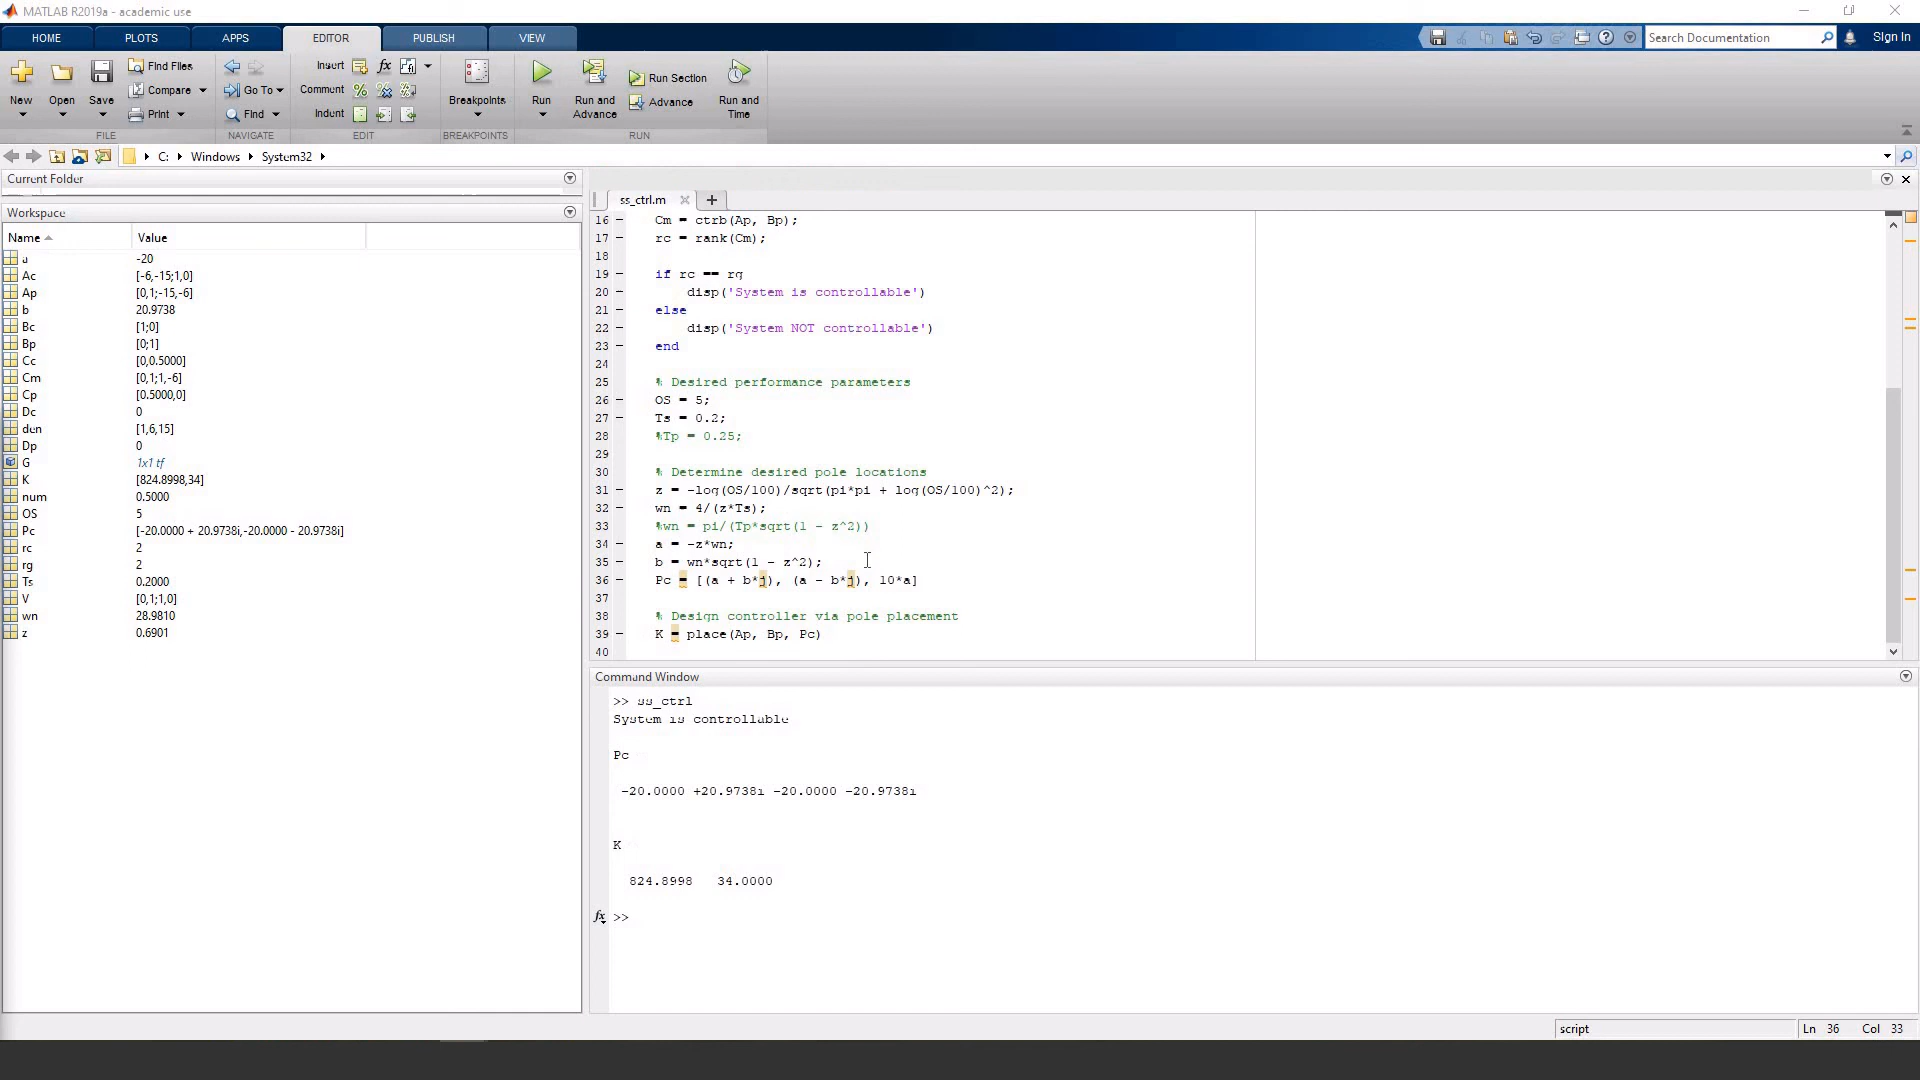 MATLAB R2019a - academic use
HOME PLOTS APPS EDITOR PUBLISH VIEW
Search Documentation
Sign In
New Open Save
Find Files
Compare
Print
FILE
Go To
Find
NAVIGATE
Insert
fx
Comment
Indent
EDIT
Breakpoints
BREAKPOINTS
Run
Run and Advance
Run Section
Advance
Run and Time
RUN
C: Windows System32
Current Folder
Workspace
Name Value
a -20
Ac [-6,-15;1,0]
Ap [0,1;-15,-6]
b 20.9738
Bc [1;0]
Bp [0;1]
Cc [0,0.5000]
Cm [0,1;1,-6]
Cp [0.5000,0]
Dc 0
den [1,6,15]
Dp 0
G 1x1 tf
K [824.8998,34]
num 0.5000
OS 5
Pc [-20.0000 + 20.9738i,-20.0000 - 20.9738i]
rc 2
rg 2
Ts 0.2000
V [0,1;1,0]
wn 28.9810
z 0.6901
ss_ctrl.m
16 – Cm = ctrb(Ap, Bp);
17 – rc = rank(Cm);
18
19 – if rc == rg
20 – disp('System is controllable')
21 – else
22 – disp('System NOT controllable')
23 – end
24
25 % Desired performance parameters
26 – OS = 5;
27 – Ts = 0.2;
28 – %Tp = 0.25;
29
30 % Determine desired pole locations
31 – z = -log(OS/100)/sqrt(pi*pi + log(OS/100)^2);
32 – wn = 4/(z*Ts);
33 %wn = pi/(Tp*sqrt(1 - z^2))
34 – a = -z*wn;
35 – b = wn*sqrt(1 - z^2);
36 – Pc = [(a + b*j), (a - b*j), 10*a]
37
38 % Design controller via pole placement
39 – K = place(Ap, Bp, Pc)
40
Command Window
>> ss_ctrl
System is controllable
Pc
-20.0000 +20.9738i -20.0000 -20.9738i
K
824.8998 34.0000
fx >>
script
Ln 36 Col 33